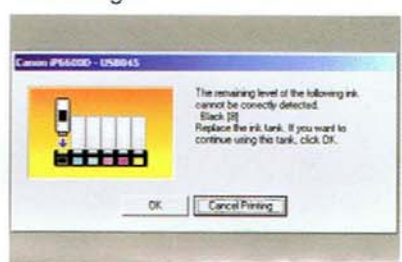 Canon iP6600D - USB045
The remaining level of the following ink
cannot be correctly detected.
Black [8]
Replace the ink tank. If you want to
continue using this tank, click OK.
OK
Cancel Printing